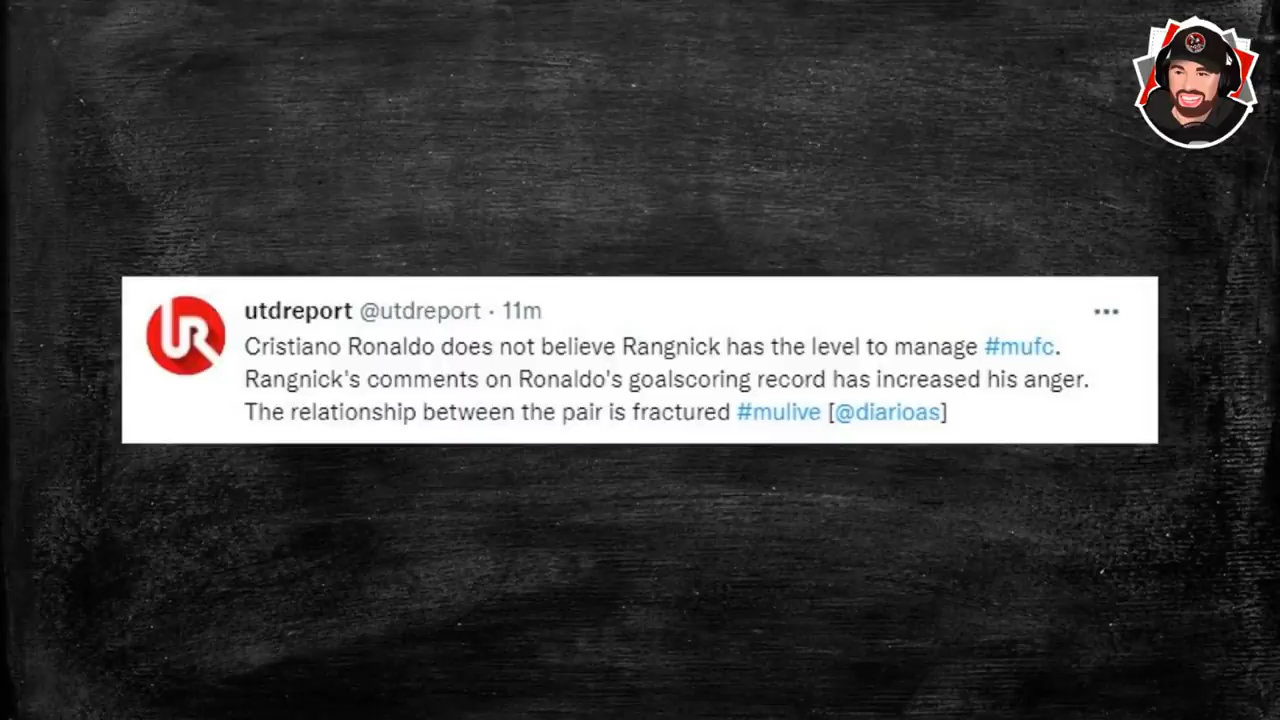 utdreport @utdreport · 11m
Cristiano Ronaldo does not believe Rangnick has the level to manage #mufc.
Rangnick's comments on Ronaldo's goalscoring record has increased his anger.
The relationship between the pair is fractured #mulive [@diarioas]
UR